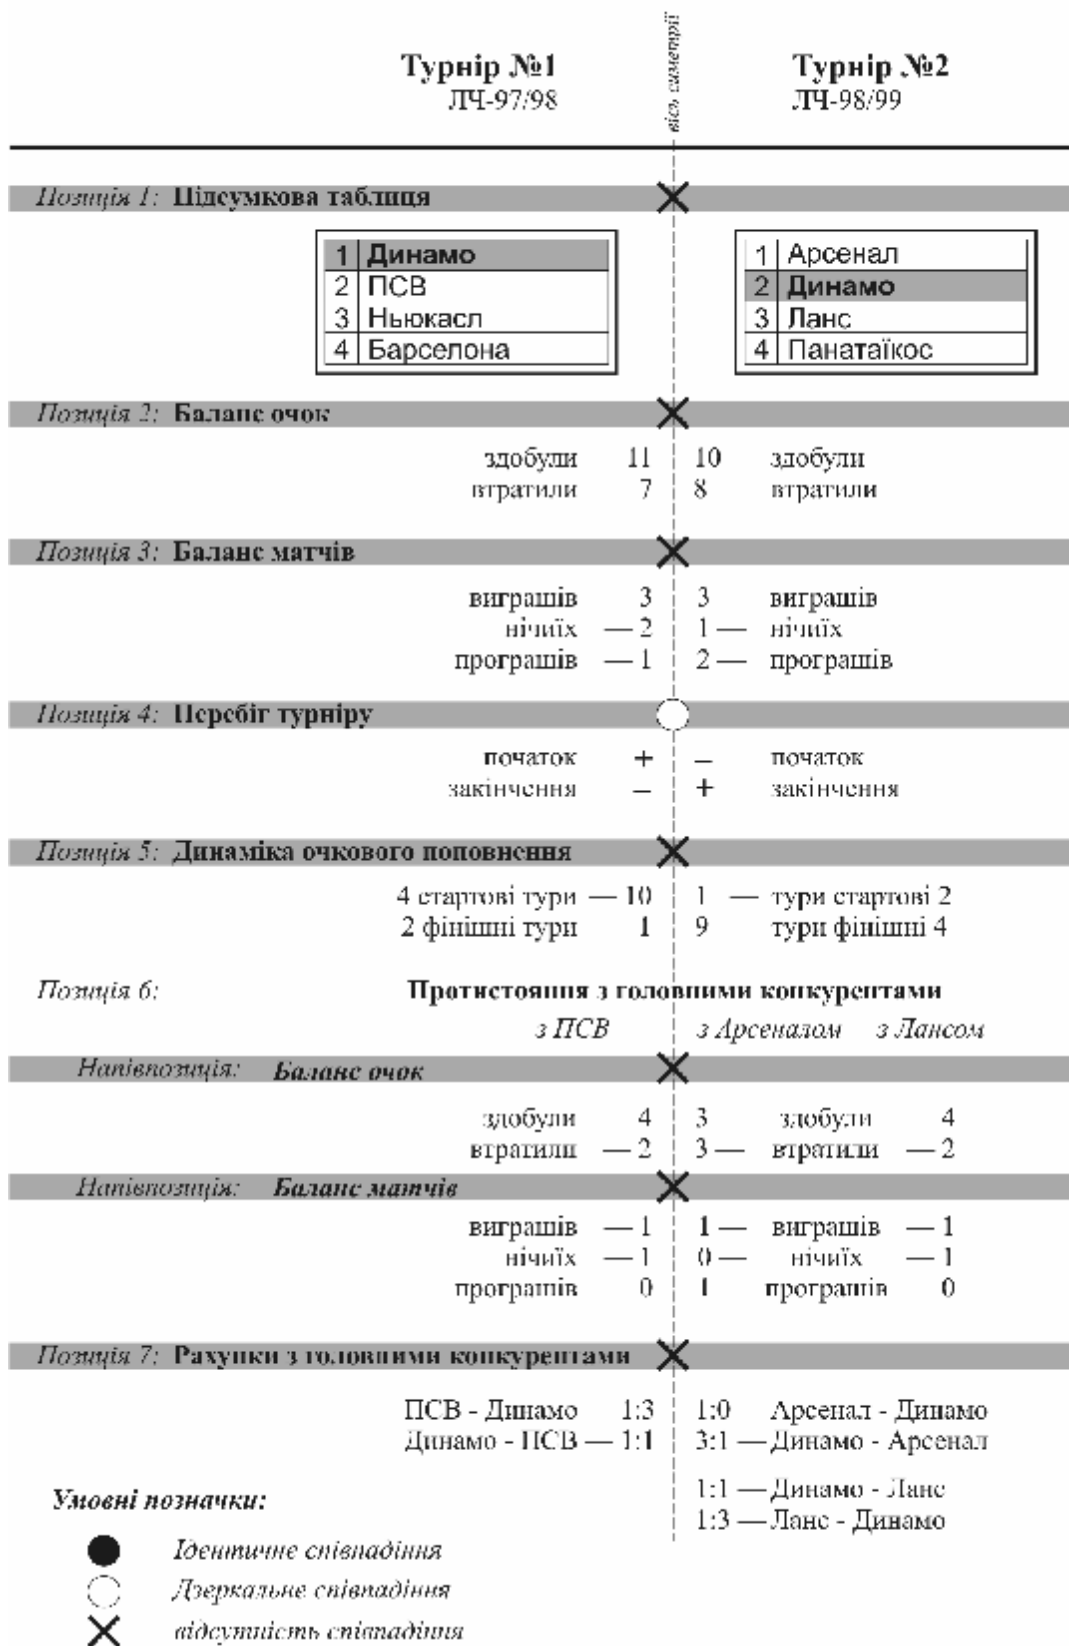 вісь симетрії
Турнір №1 Турнір №2
ЛЧ-97/98 ЛЧ-98/99
Позиція 1: Підсумкова таблиця
1 Динамо 1 Арсенал
2 ПСВ 2 Динамо
3 Ньюкасл 3 Ланс
4 Барселона 4 Панатаїкос
Позиція 2: Баланс очок
здобули 11 10 здобули
втратили 7 8 втратили
Позиція 3: Баланс матчів
виграшів 3 3 виграшів
нічиїх — 2 1 — нічиїх
програшів — 1 2 — програшів
Позиція 4: Перебіг турніру
початок + – початок
закінчення – + закінчення
Позиція 5: Динаміка очкового поповнення
4 стартові тури — 10 1 — тури стартові 2
2 фінішні тури 1 9 тури фінішні 4
Позиція 6: Протистояння з головними конкурентами
з ПСВ з Арсеналом з Лансом
Напівпозиція: Баланс очок
здобули 4 3 здобули 4
втратили — 2 3 — втратили — 2
Напівпозиція: Баланс матчів
виграшів — 1 1 — виграшів — 1
нічиїх — 1 0 — нічиїх — 1
програшів 0 1 програшів 0
Позиція 7: Рахунки з головними конкурентами
ПСВ - Динамо 1:3 1:0 Арсенал - Динамо
Динамо - ПСВ — 1:1 3:1 — Динамо - Арсенал
1:1 — Динамо - Ланс
1:3 — Ланс - Динамо
Умовні позначки:
Ідентичне співпадіння
Дзеркальне співпадіння
відсутність співпадіння